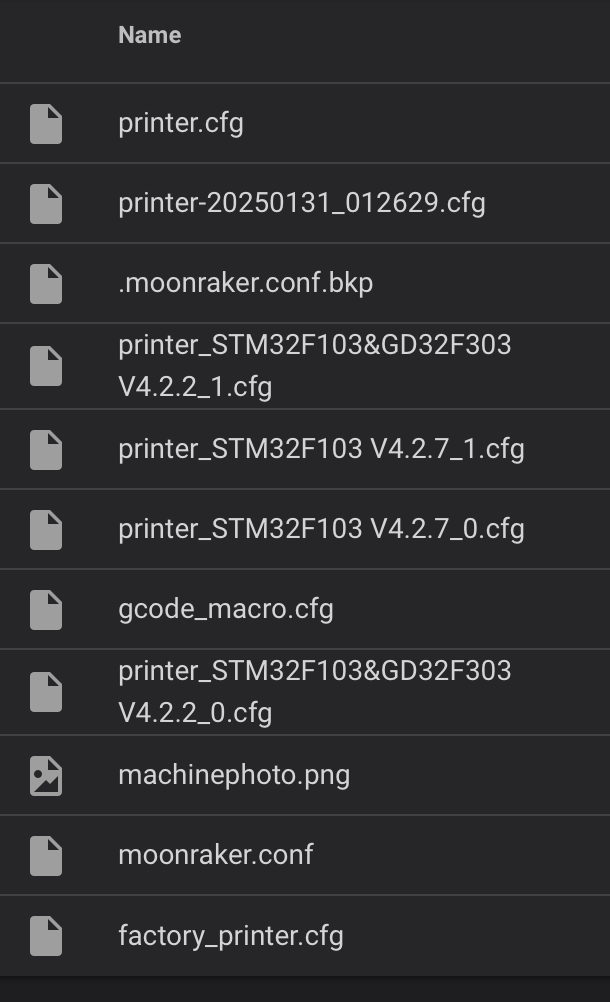 Name
printer.cfg
printer-20250131_012629.cfg
.moonraker.conf.bkp
printer_STM32F103&GD32F303
V4.2.2_1.cfg
printer_STM32F103 V4.2.7_1.cfg
printer_STM32F103 V4.2.7_0.cfg
gcode_macro.cfg
printer_STM32F103&GD32F303
V4.2.2_0.cfg
machinephoto.png
moonraker.conf
factory_printer.cfg